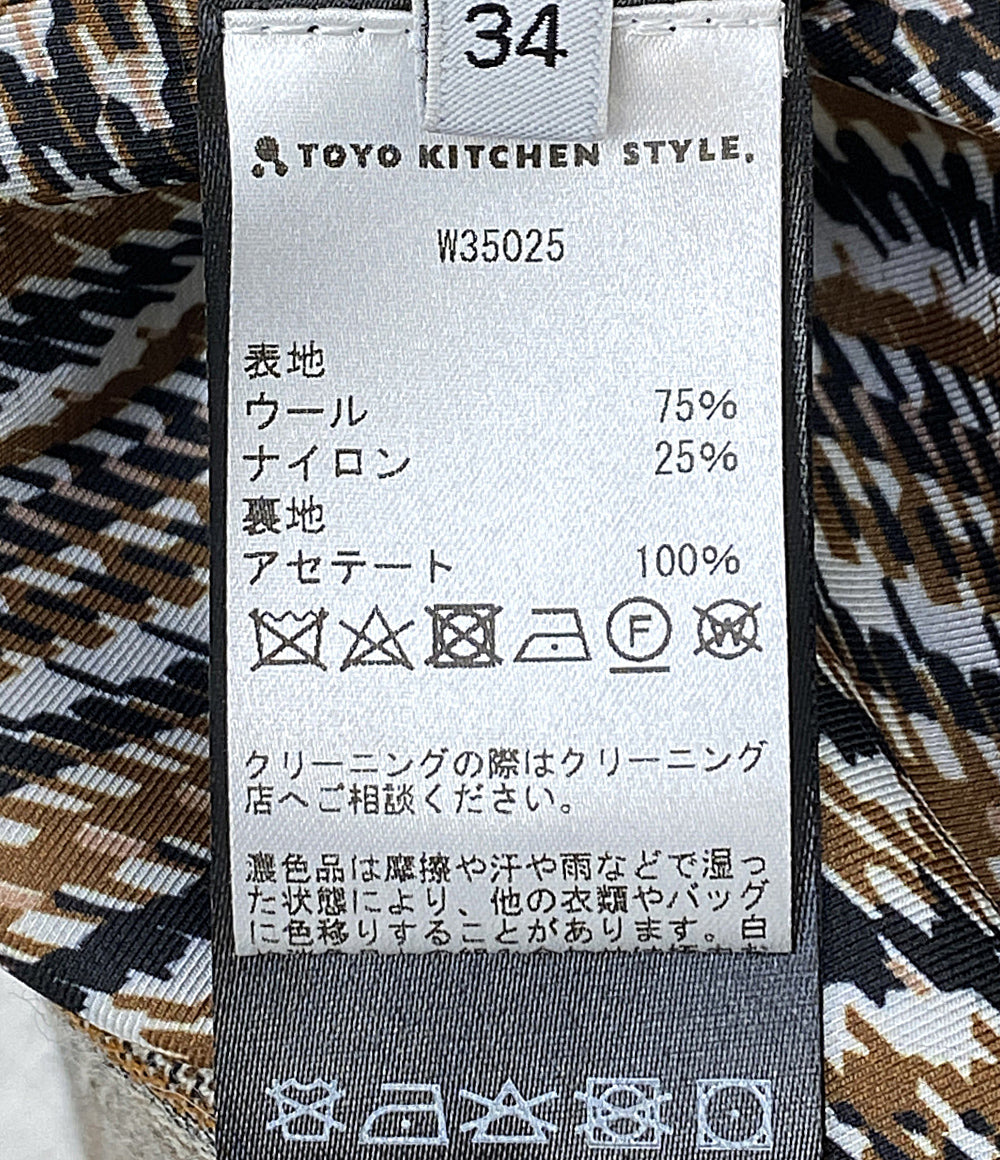 34
TOYO KITCHEN STYLE.
W35025
表地
ウール 75%
ナイロン 25%
裏地
アセテート 100%
F
W
クリーニングの際はクリーニング
店へご相談ください。
濃色品は摩擦や汗や雨などで湿っ
た状態により、他の衣類やバッグ
に色移りすることがあります。白